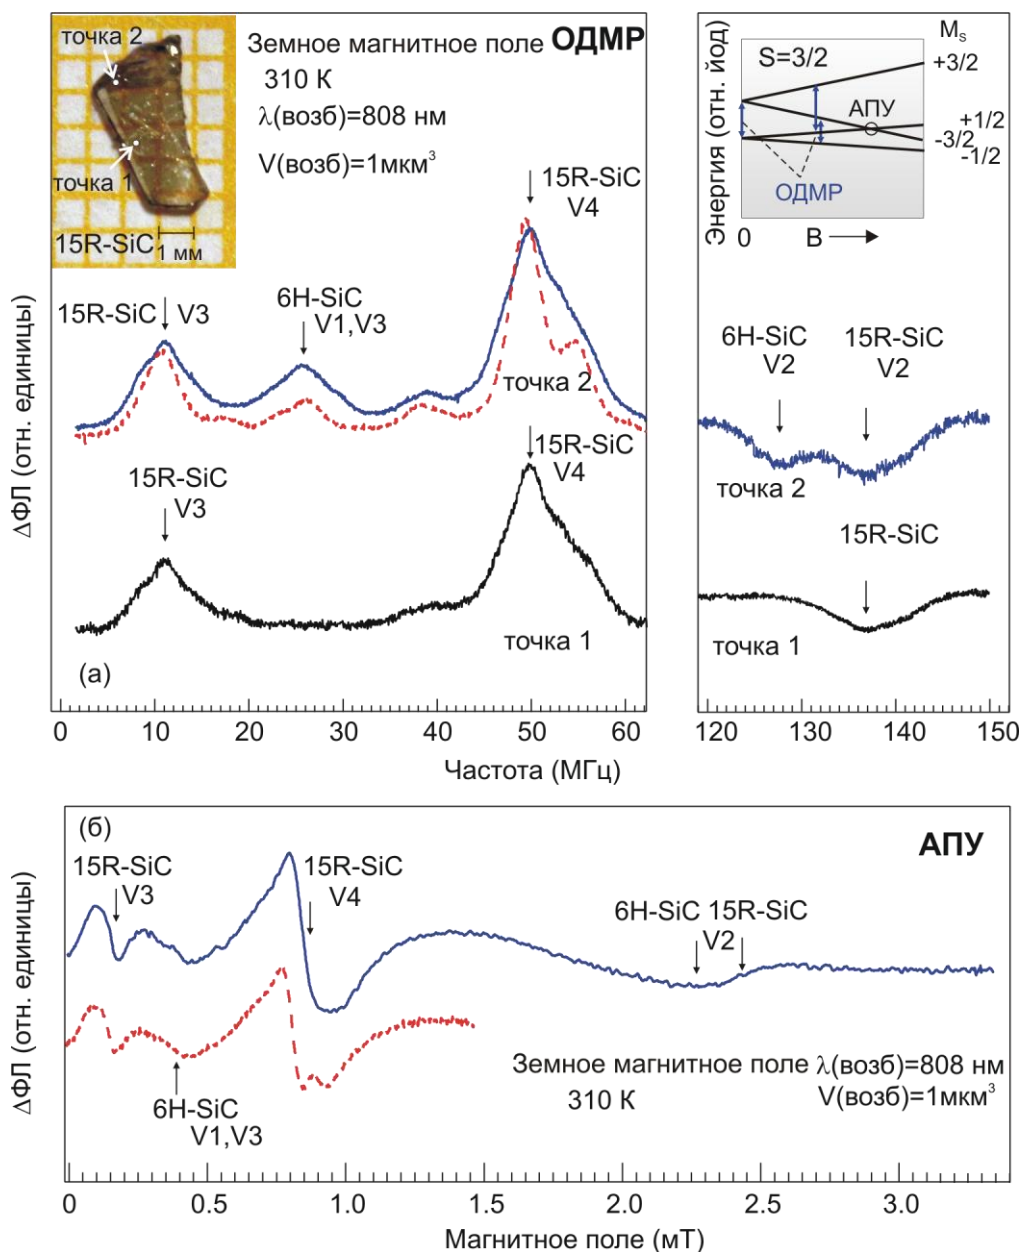 точка 2
точка 1
15R-SiC
1 мм
Земное магнитное поле ОДМР
310 K
λ(возб)=808 нм
V(возб)=1мкм³
15R-SiC
V4
15R-SiC V3
6H-SiC
V1,V3
точка 2
15R-SiC
V4
15R-SiC
V3
точка 1
(а)
ΔФЛ (отн. единицы)
0 10 20 30 40 50 60
Частота (МГц)
Энергия (отн. йод)
S=3/2
Ms
+3/2
АПУ
+1/2
-3/2
-1/2
ОДМР
0 B
6H-SiC
V2
15R-SiC
V2
точка 2
15R-SiC
точка 1
120 130 140 150
(б)
АПУ
15R-SiC
V3
15R-SiC
V4
6H-SiC 15R-SiC
V2
6H-SiC
V1,V3
Земное магнитное поле λ(возб)=808 нм
310 K V(возб)=1мкм³
ΔФЛ (отн. единицы)
0 0.5 1.0 1.5 2.0 2.5 3.0
Магнитное поле (мТ)